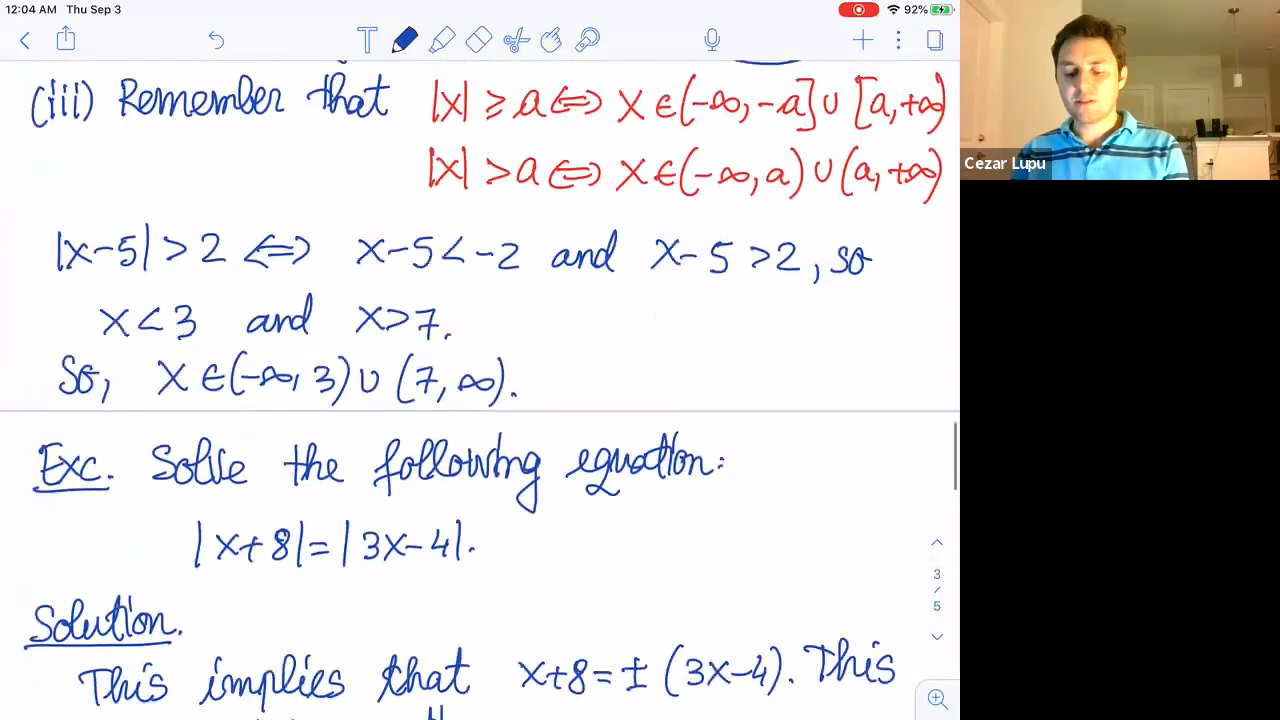 12:04 AM Thu Sep 3
92%
T
(iii) Remember that |x| ≥ a ⟺ x ∈ (-∞, -a] ∪ [a, +∞)
|x| > a ⟺ x ∈ (-∞, a) ∪ (a, +∞)
|x-5| > 2 ⟺ x-5 < -2 and x-5 > 2, so
x < 3 and x > 7.
So, x ∈ (-∞, 3) ∪ (7, ∞).
Exc. Solve the following equation:
|x+8| = |3x-4|.
Solution.
This implies that x+8 = ± (3x-4). This
3
/
5
Cezar Lupu